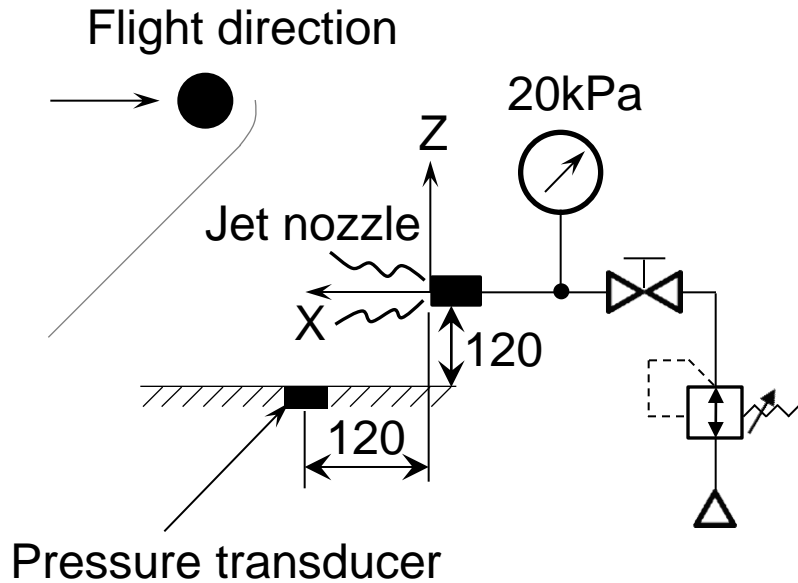 Flight direction
20kPa
Z
Jet nozzle
X
120
120
Pressure transducer